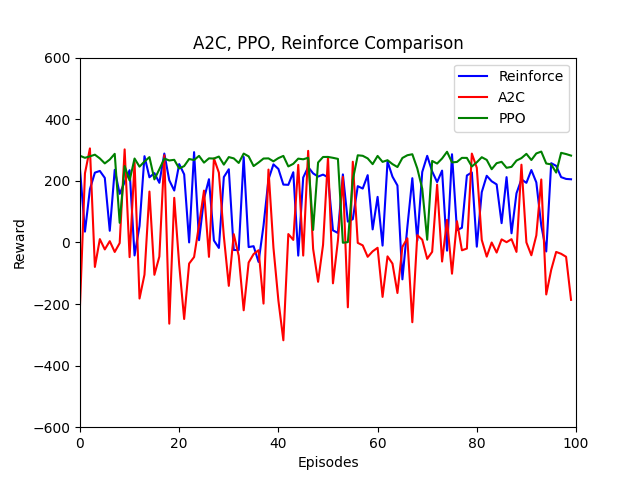 A2C, PPO, Reinforce Comparison
600
400
200
0
−200
−400
−600
Reward
Reinforce
A2C
PPO
0 20 40 60 80 100
Episodes